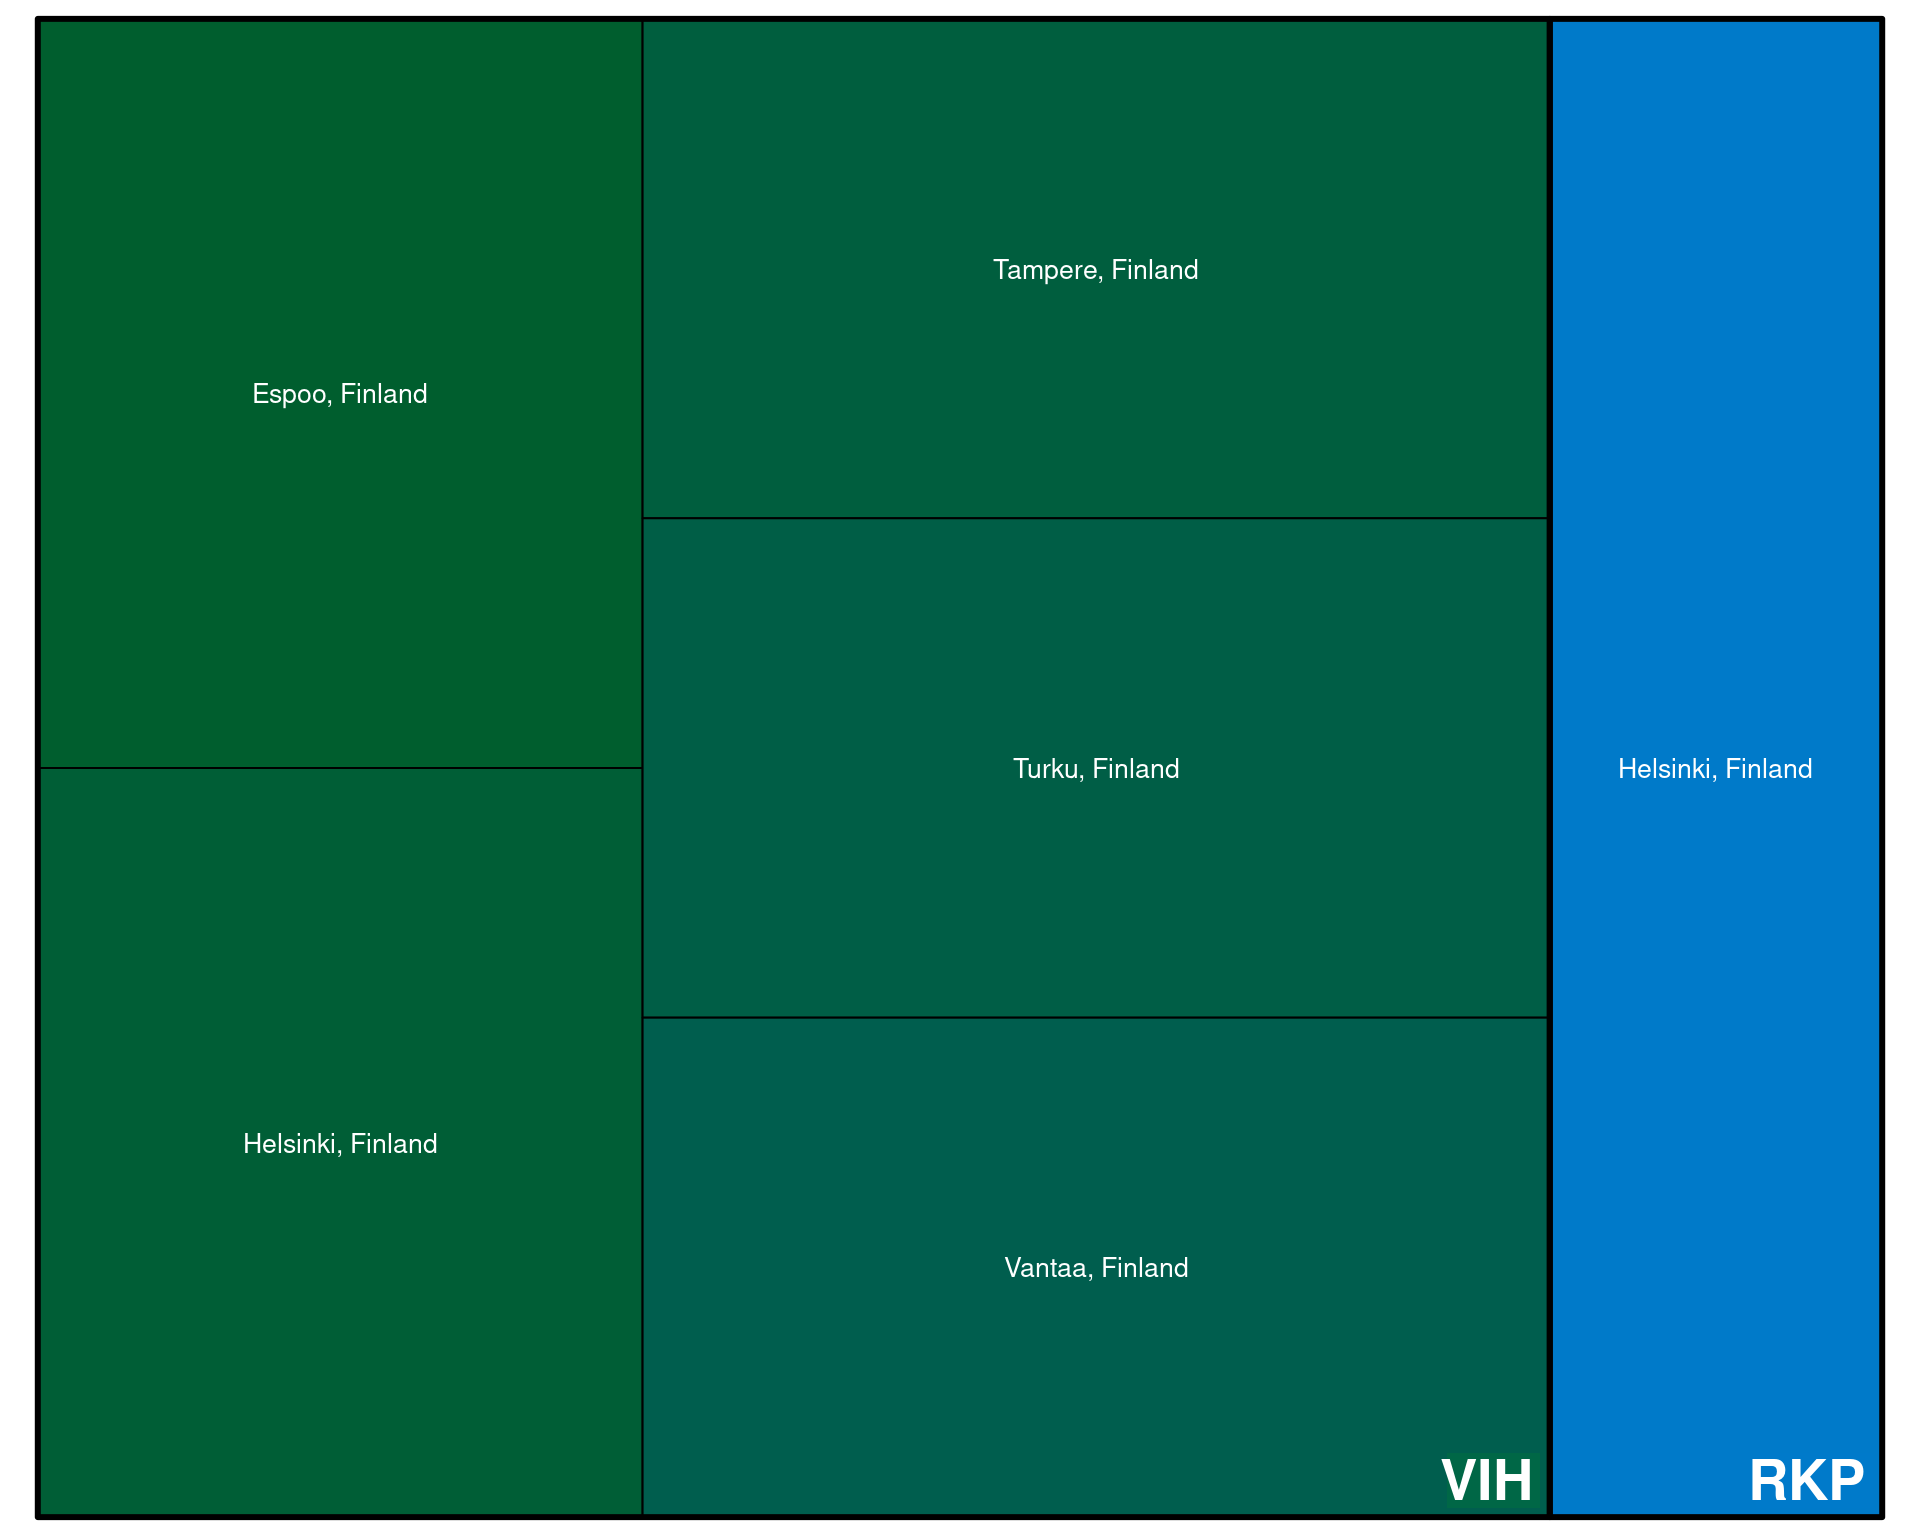 Espoo, Finland
Helsinki, Finland
Tampere, Finland
Turku, Finland
Vantaa, Finland
VIH
Helsinki, Finland
RKP